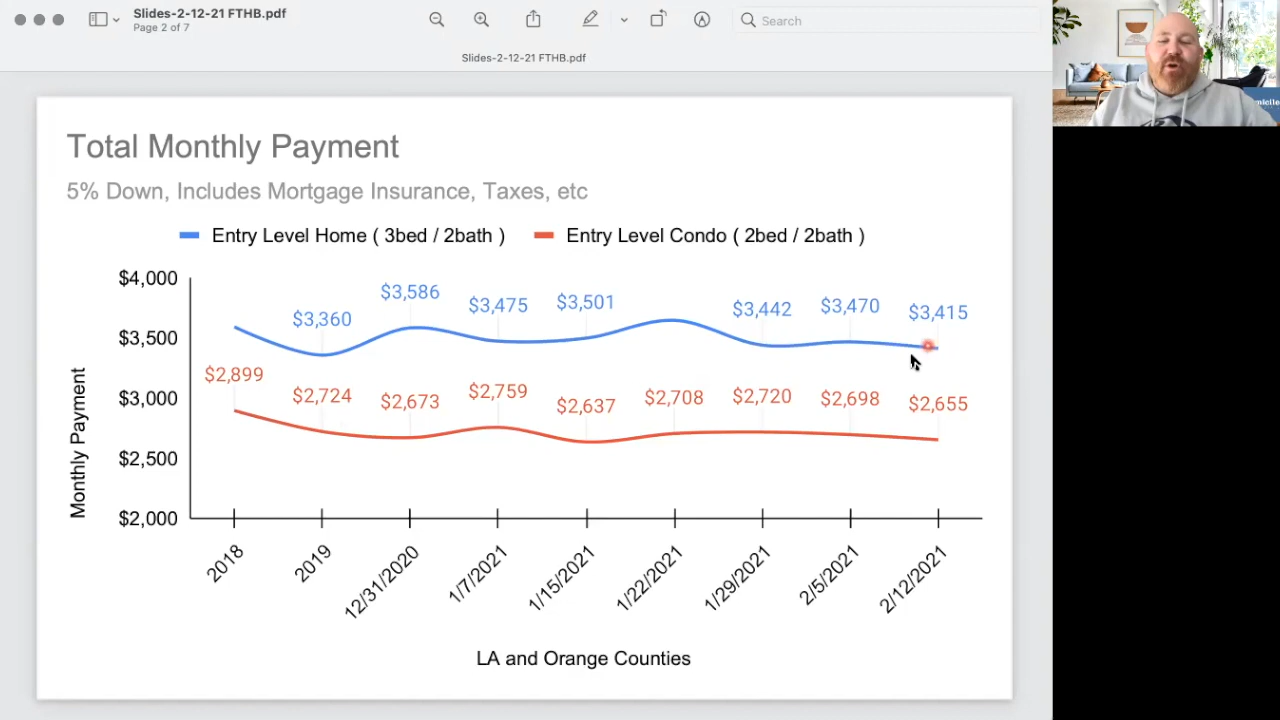 Slides-2-12-21 FTHB.pdf
Page 2 of 7
Search
Slides-2-12-21 FTHB.pdf
Total Monthly Payment
5% Down, Includes Mortgage Insurance, Taxes, etc
Entry Level Home ( 3bed / 2bath ) Entry Level Condo ( 2bed / 2bath )
$4,000
$3,500
$3,000
$2,500
$2,000
Monthly Payment
$3,360 $3,586 $3,475 $3,501 $3,442 $3,470 $3,415
$2,899 $2,724 $2,673 $2,759 $2,637 $2,708 $2,720 $2,698 $2,655
2018 2019 12/31/2020 1/7/2021 1/15/2021 1/22/2021 1/29/2021 2/5/2021 2/12/2021
LA and Orange Counties